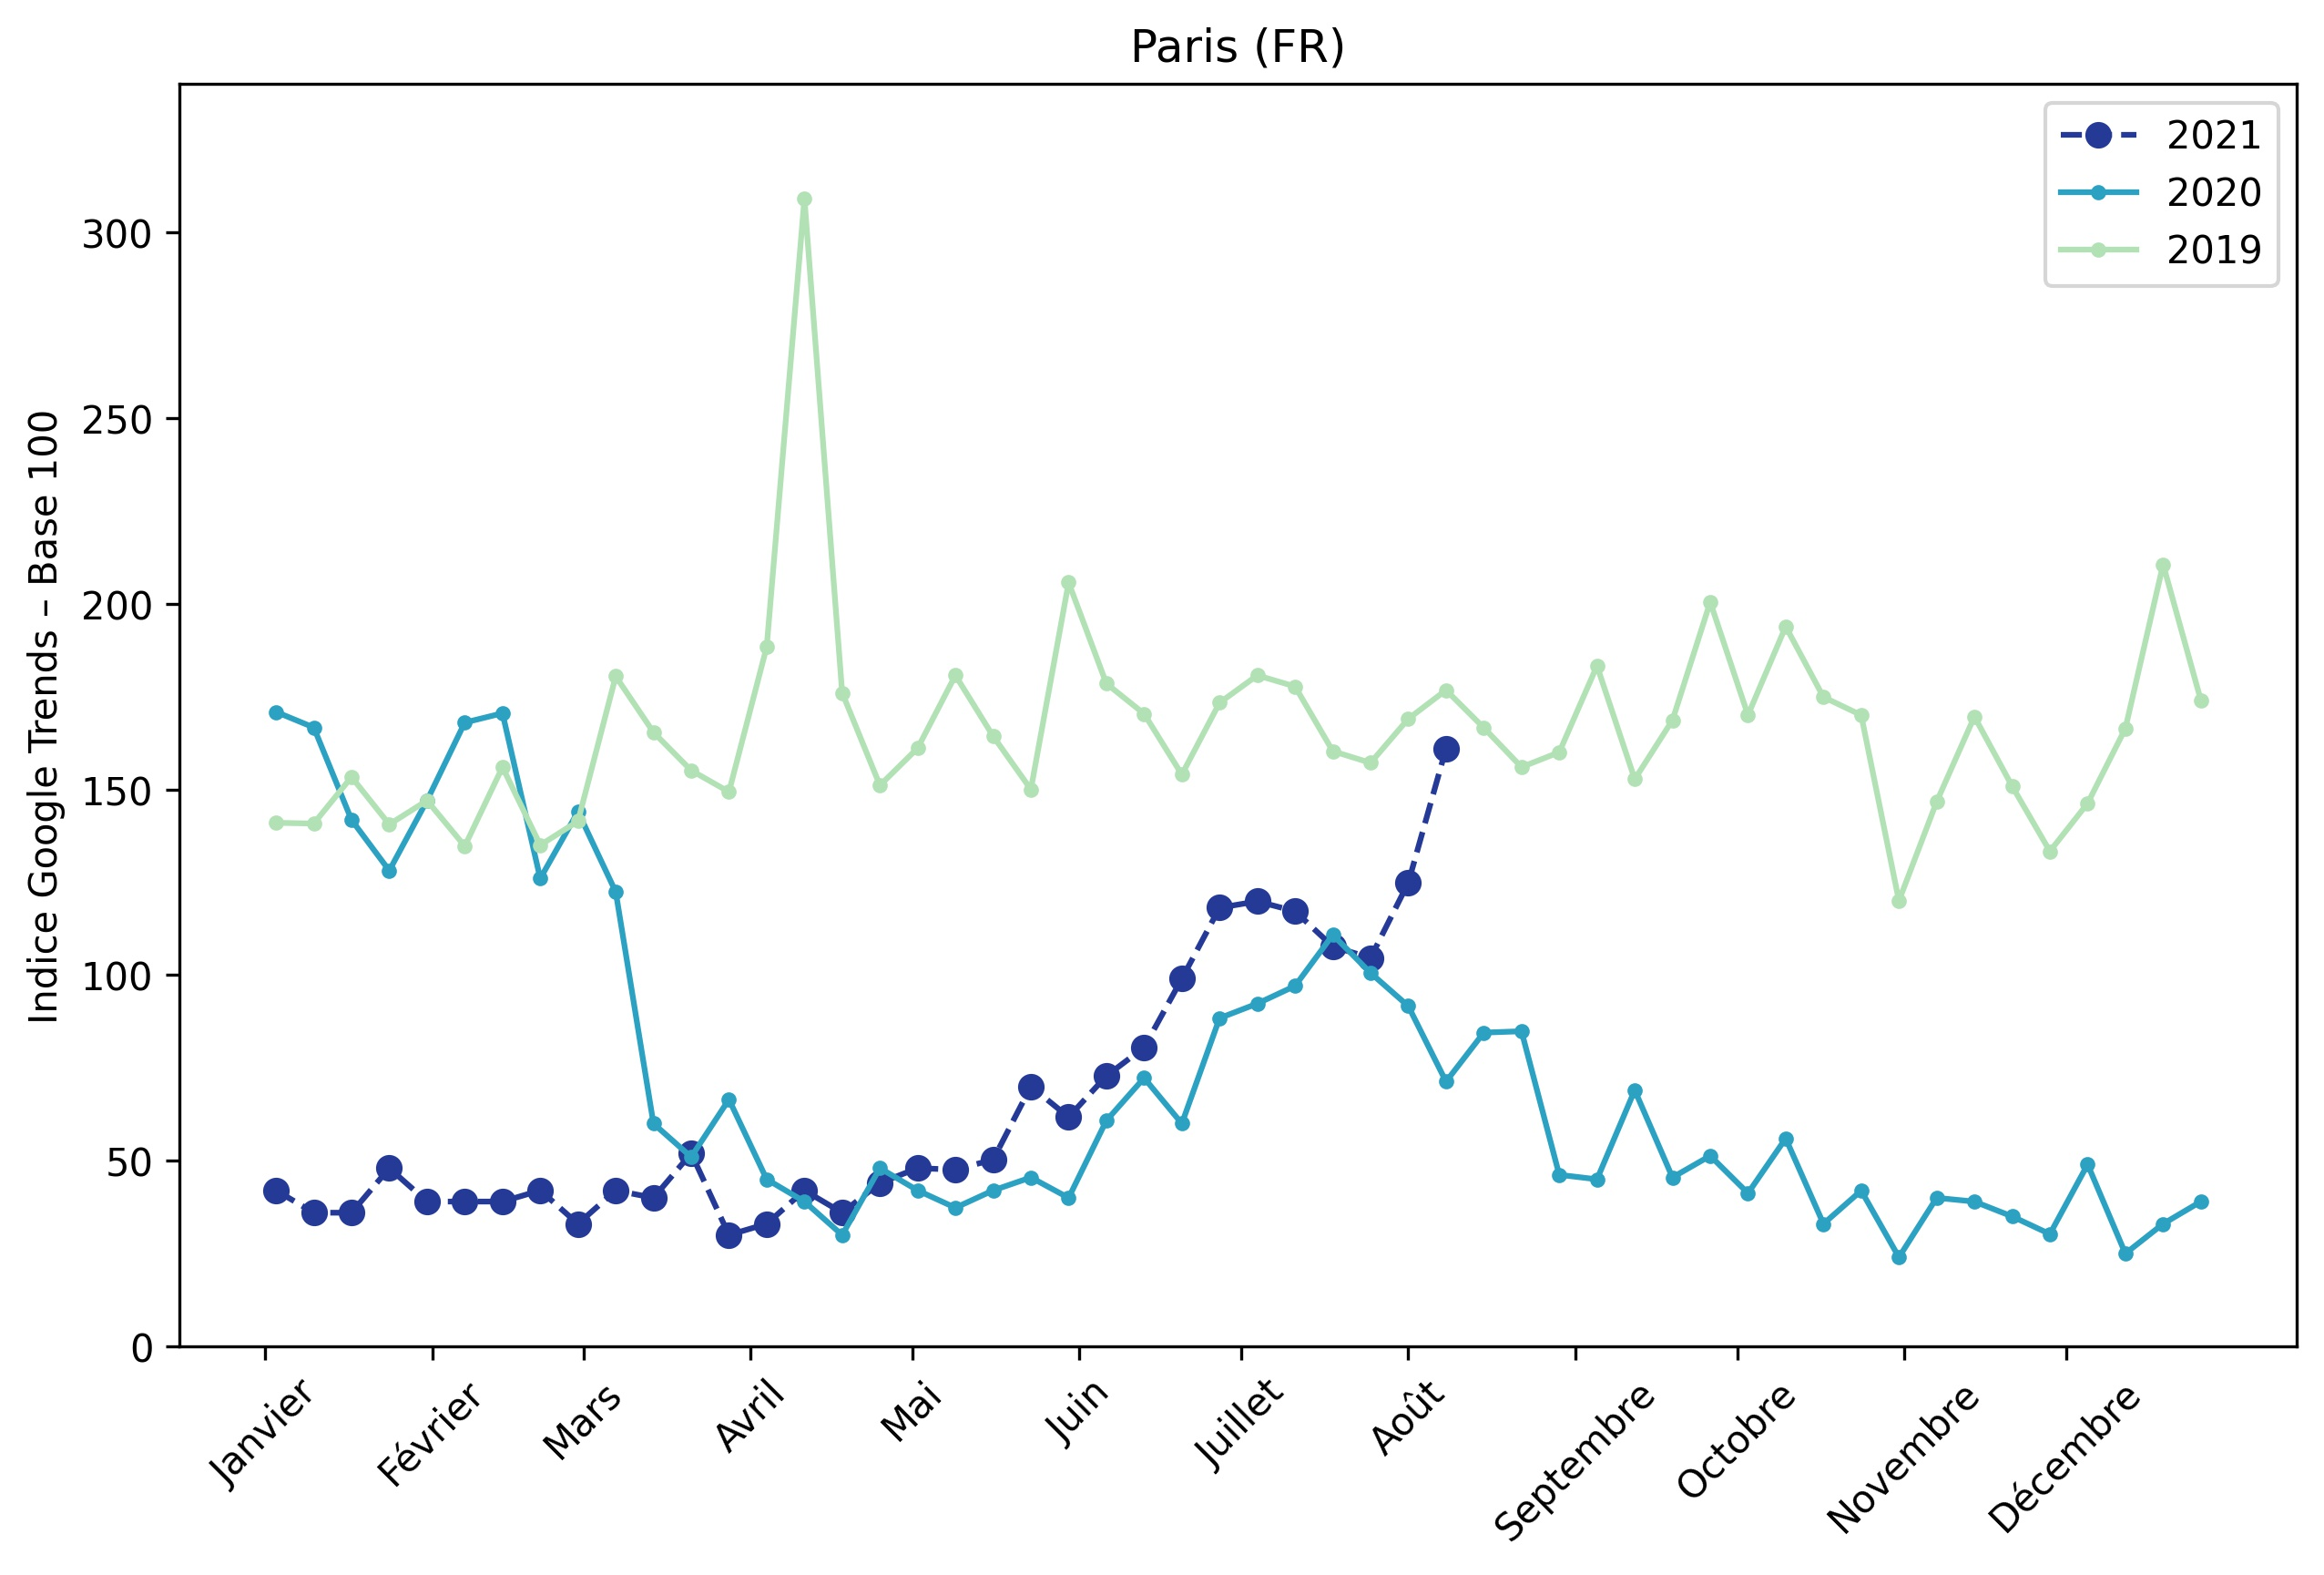 Paris (FR)
2021
2020
2019
Indice Google Trends – Base 100
300
250
200
150
100
50
0
Janvier
Février
Mars
Avril
Mai
Juin
Juillet
Août
Septembre
Octobre
Novembre
Décembre